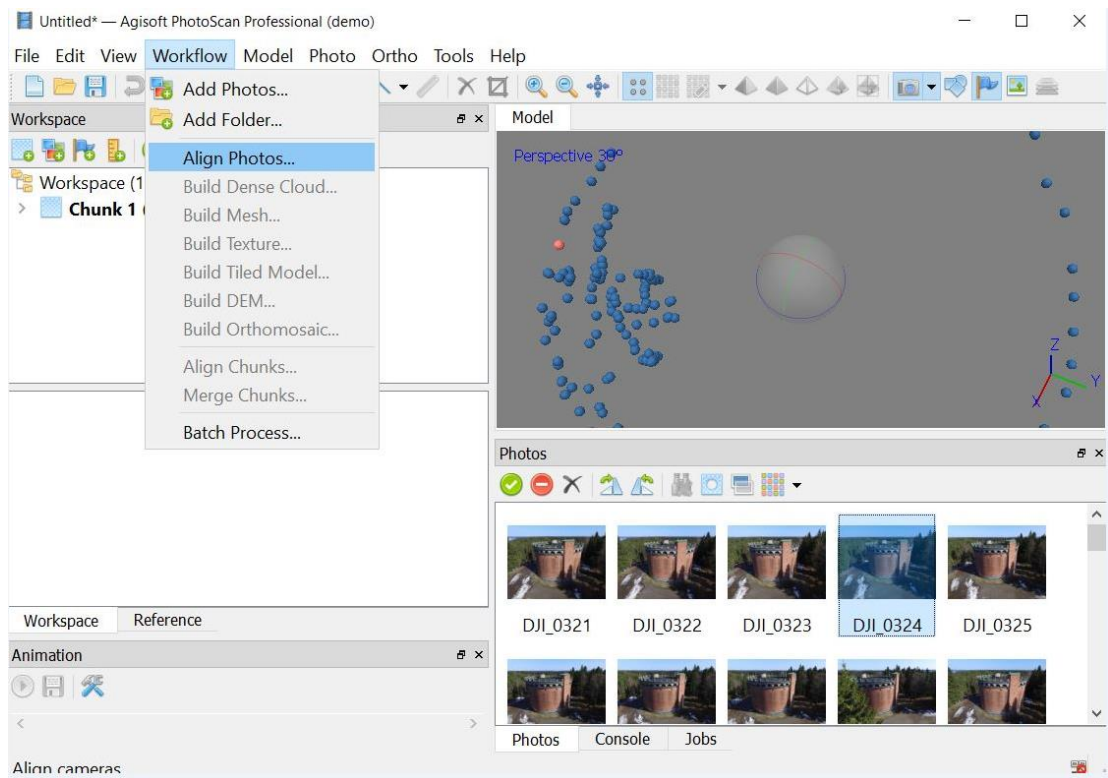 Untitled* — Agisoft PhotoScan Professional (demo)
File Edit View Workflow Model Photo Ortho Tools Help
Add Photos...
Add Folder...
Align Photos...
Build Dense Cloud...
Build Mesh...
Build Texture...
Build Tiled Model...
Build DEM...
Build Orthomosaic...
Align Chunks...
Merge Chunks...
Batch Process...
Workspace
Workspace (1
Chunk 1 (
Workspace Reference
Animation
Align cameras
Model
Perspective 30°
Z
Y
X
Photos
DJI_0321 DJI_0322 DJI_0323 DJI_0324 DJI_0325
Photos Console Jobs